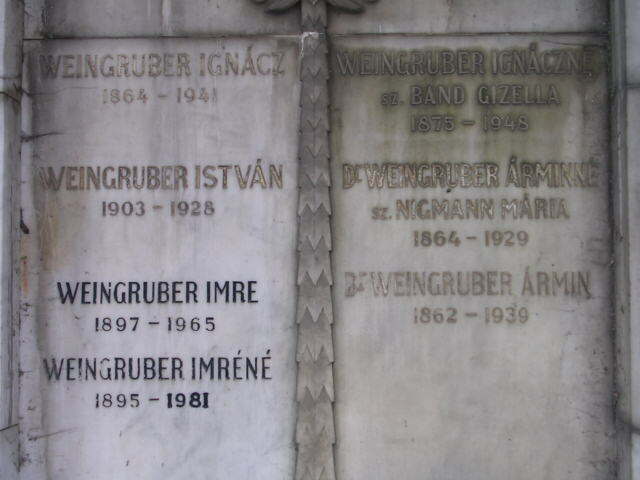 WEINGRUBER IGNÁCZ
1864 - 1941
WEINGRUBER ISTVÁN
1903 - 1928
WEINGRUBER IMRE
1897 - 1965
WEINGRUBER IMRÉNÉ
1895 - 1981
WEINGRUBER IGNÁCZNÉ
sz. BÁND GIZELLA
1875 - 1948
Dr WEINGRUBER ÁRMINNÉ
sz. NIGMANN MÁRIA
1864 - 1929
Dr WEINGRUBER ÁRMIN
1862 - 1939